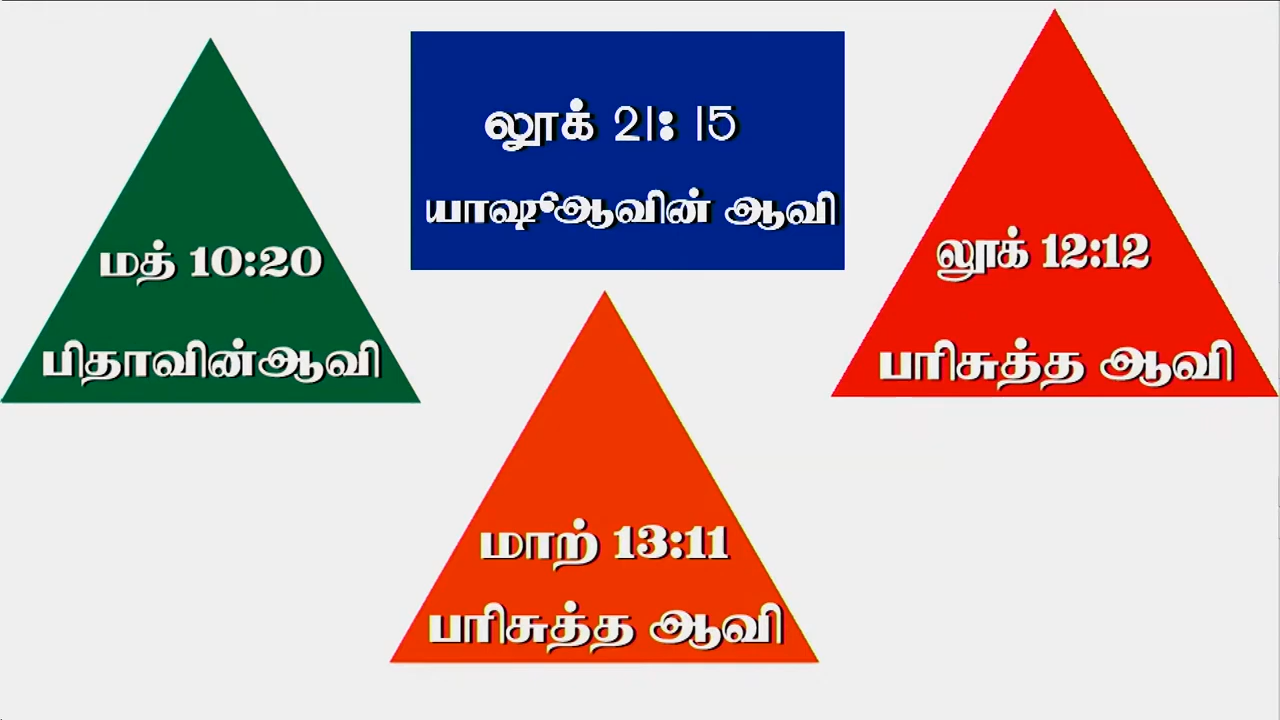 மத் 10:20
பிதாவின்ஆவி
லூக் 21: 15
யாஷூஆவின் ஆவி
லூக் 12:12
பரிசுத்த ஆவி
மாற் 13:11
பரிசுத்த ஆவி